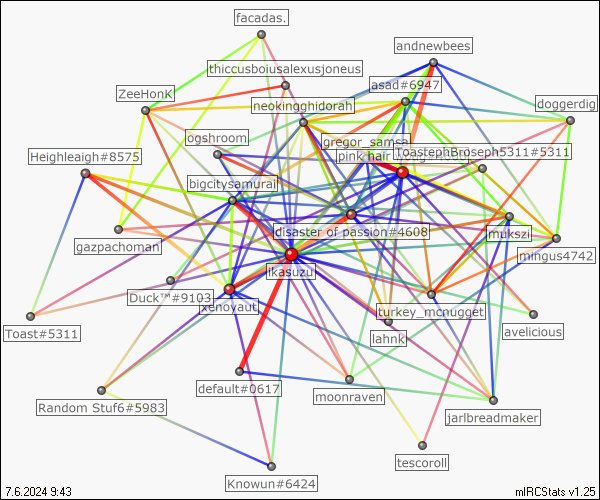 facadas.
andnewbees
thiccusboiusalexusjoneus
asad#6947
ZeeHonk
neokingghidorah
doggerdig
ogshroom
gregor_samsa
Heighleaigh#8575
pink hair
ToastephBroseph5311#5311
bigcitysamurai
gazpachoman
disaster of passion#4608
mukszii
mingus4742
ikasuzu
Duck™#9103
xenoyaut
turkey_mcnugget
Toast#5311
lahnk
avelicious
default#0617
moonraven
Random Stuf6#5983
jarlbreadmaker
tescoroll
Knowun#6424
7.6.2024 9:43
mIRCStats v1.25